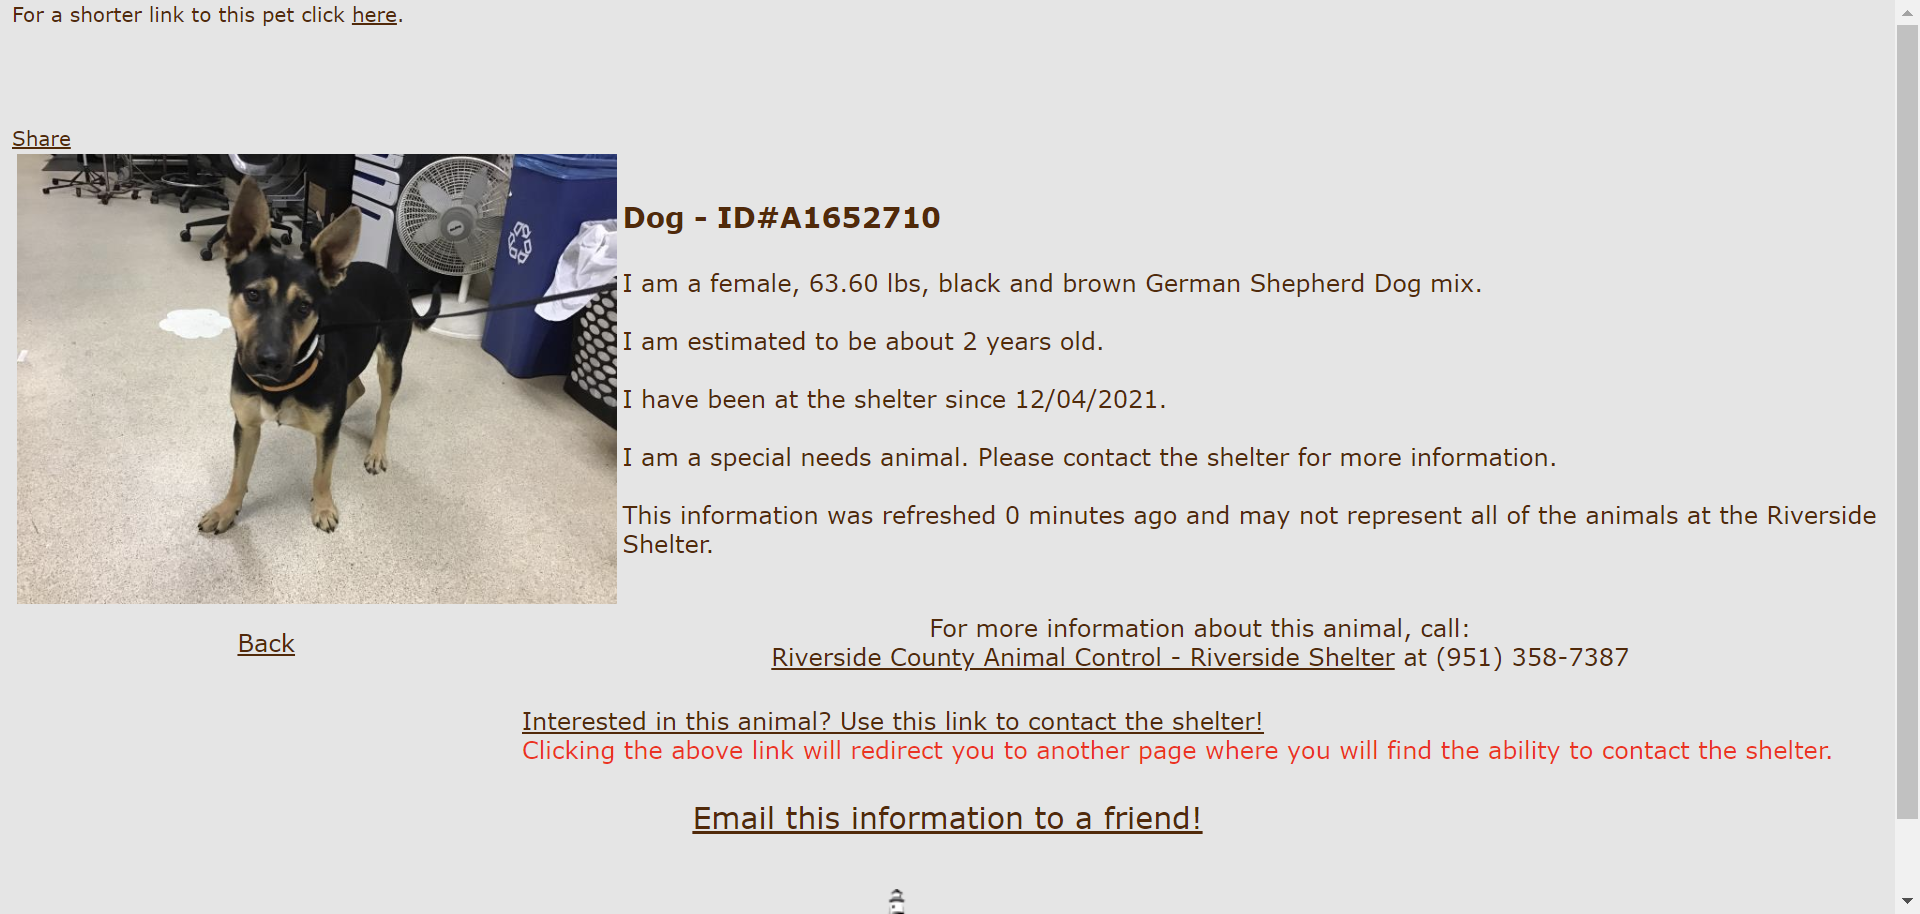 For a shorter link to this pet click here.
Share
Dog - ID#A1652710
I am a female, 63.60 lbs, black and brown German Shepherd Dog mix.
I am estimated to be about 2 years old.
I have been at the shelter since 12/04/2021.
I am a special needs animal. Please contact the shelter for more information.
This information was refreshed 0 minutes ago and may not represent all of the animals at the Riverside
Shelter.
Back
For more information about this animal, call:
Riverside County Animal Control - Riverside Shelter at (951) 358-7387
Interested in this animal? Use this link to contact the shelter!
Clicking the above link will redirect you to another page where you will find the ability to contact the shelter.
Email this information to a friend!